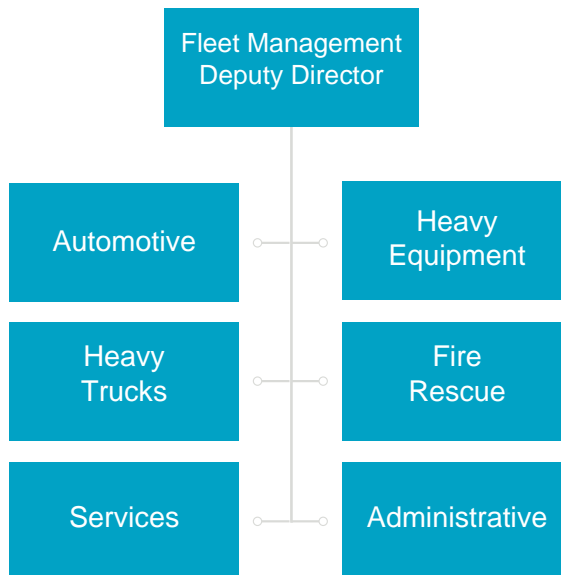 Fleet Management
Deputy Director
Automotive
Heavy
Equipment
Heavy
Trucks
Fire
Rescue
Services
Administrative